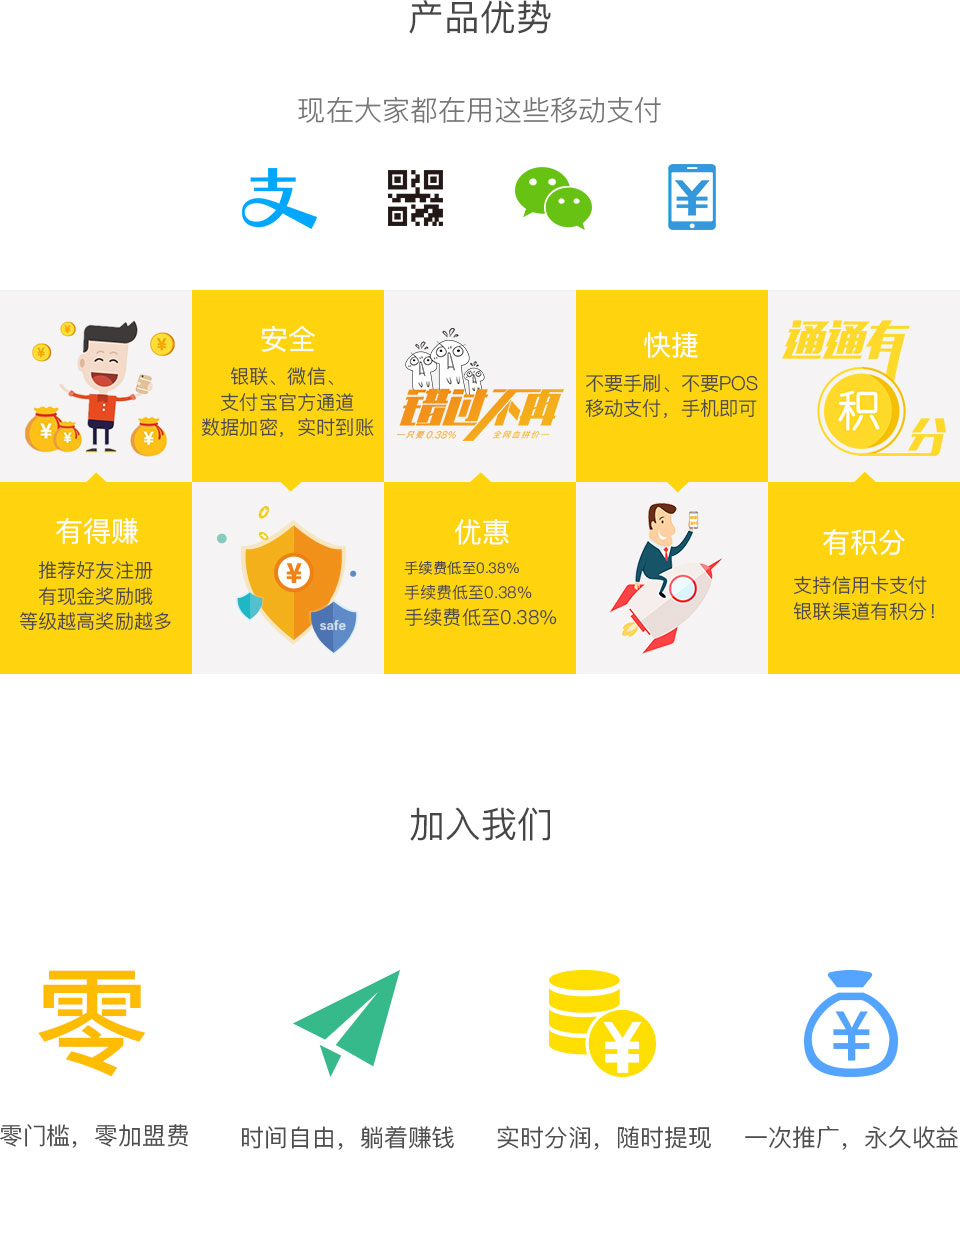 产品优势
现在大家都在用这些移动支付
支
¥
安全
银联、微信、
支付宝官方通道
数据加密，实时到账
错过不再
一只要 0.38%  全网血拼价一
快捷
不要手刷、不要POS
移动支付，手机即可
通通有
积
分
有得赚
推荐好友注册
有现金奖励哦
等级越高奖励越多
¥
safe
优惠
手续费低至0.38%
手续费低至0.38%
手续费低至0.38%
有积分
支持信用卡支付
银联渠道有积分！
加入我们
零
¥
¥
零门槛，零加盟费
时间自由，躺着赚钱
实时分润，随时提现
一次推广，永久收益